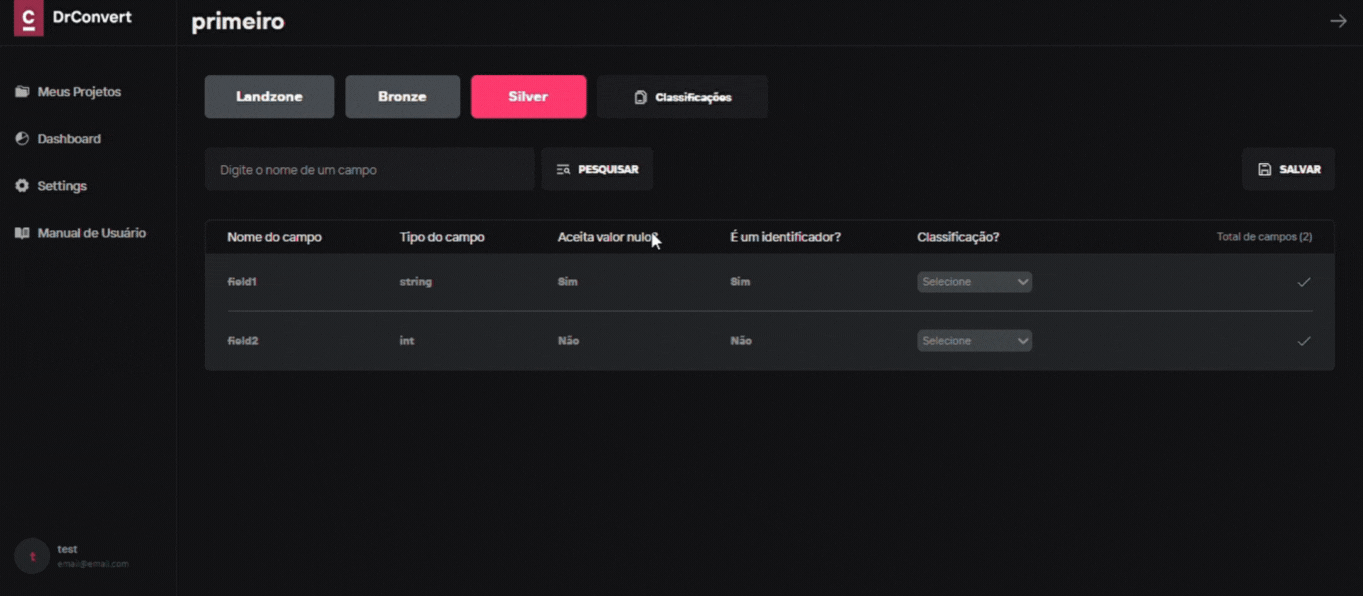 C DrConvert
primeiro
Meus Projetos
Dashboard
Settings
Manual de Usuário
Landzone Bronze Silver Classificações
Digite o nome de um campo PESQUISAR SALVAR
Nome do campo Tipo do campo Aceita valor nulo? É um identificador? Classificação? Total de campos (2)
field1 string Sim Sim Selecione
field2 int Não Não Selecione
t test
email@email.com